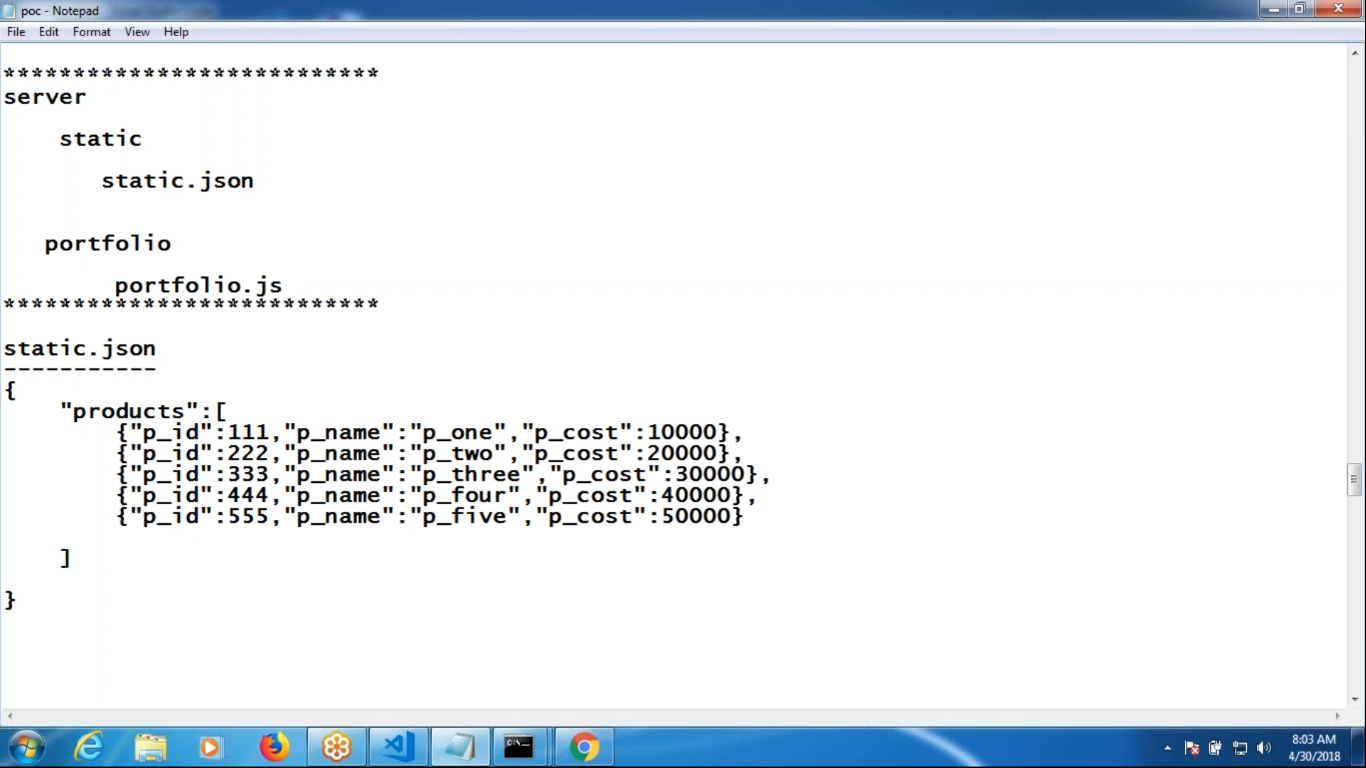 poc - Notepad
File Edit Format View Help
***************************
server
static
static.json
portfolio
portfolio.js
***************************
static.json
-----------
{
"products":[
{"p_id":111,"p_name":"p_one","p_cost":10000},
{"p_id":222,"p_name":"p_two","p_cost":20000},
{"p_id":333,"p_name":"p_three","p_cost":30000},
{"p_id":444,"p_name":"p_four","p_cost":40000},
{"p_id":555,"p_name":"p_five","p_cost":50000}
]
}
8:03 AM
4/30/2018